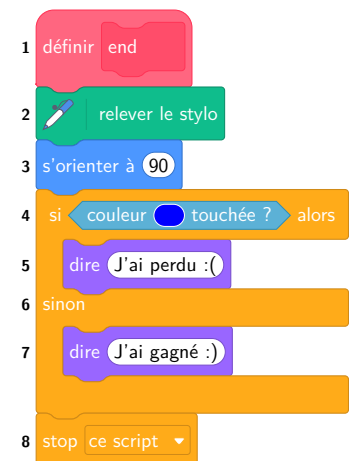 1 définir end
2 relever le stylo
3 s'orienter à 90
4 si couleur touchée ? alors
5 dire J'ai perdu :(
6 sinon
7 dire J'ai gagné :)
8 stop ce script